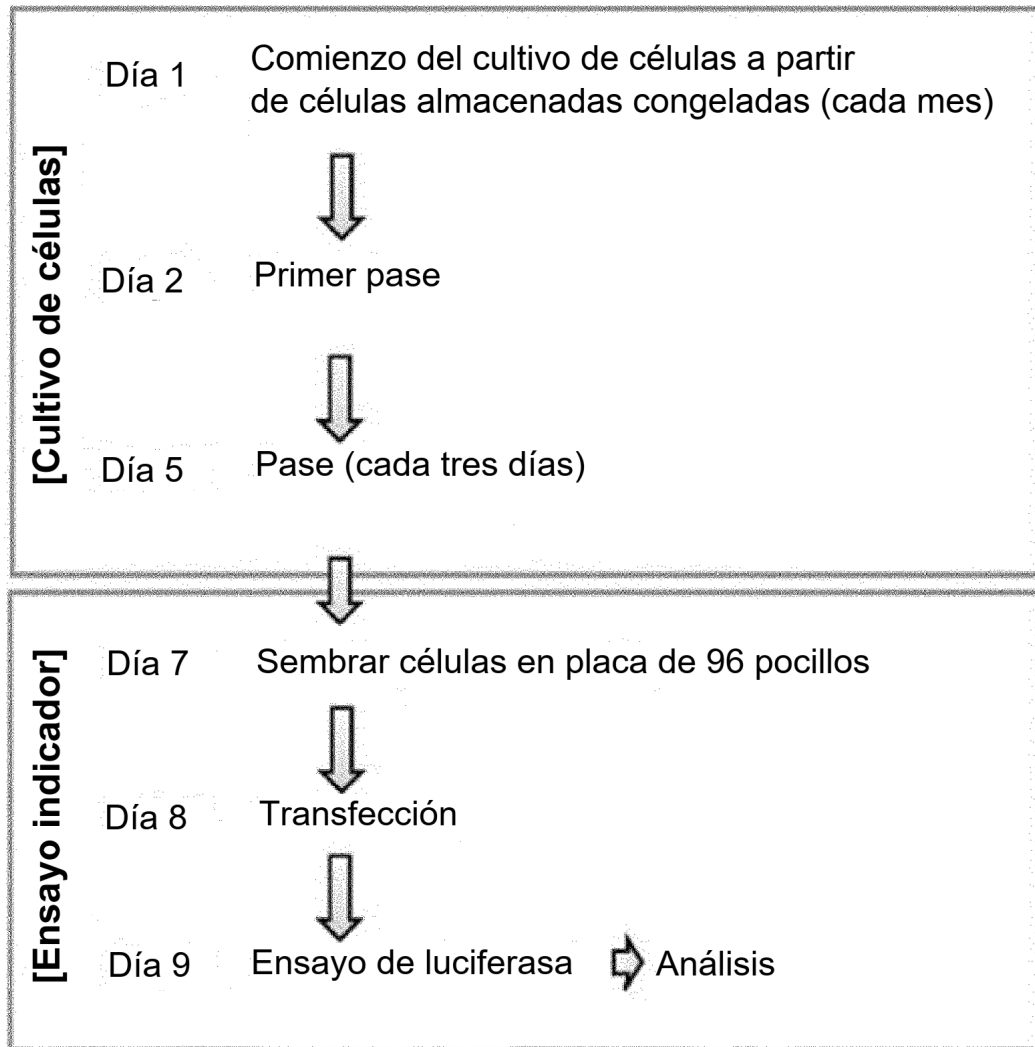 [Cultivo de células]
Día 1 Comienzo del cultivo de células a partir
de células almacenadas congeladas (cada mes)
Día 2 Primer pase
Día 5 Pase (cada tres días)
[Ensayo indicador]
Día 7 Sembrar células en placa de 96 pocillos
Día 8 Transfección
Día 9 Ensayo de luciferasa Análisis